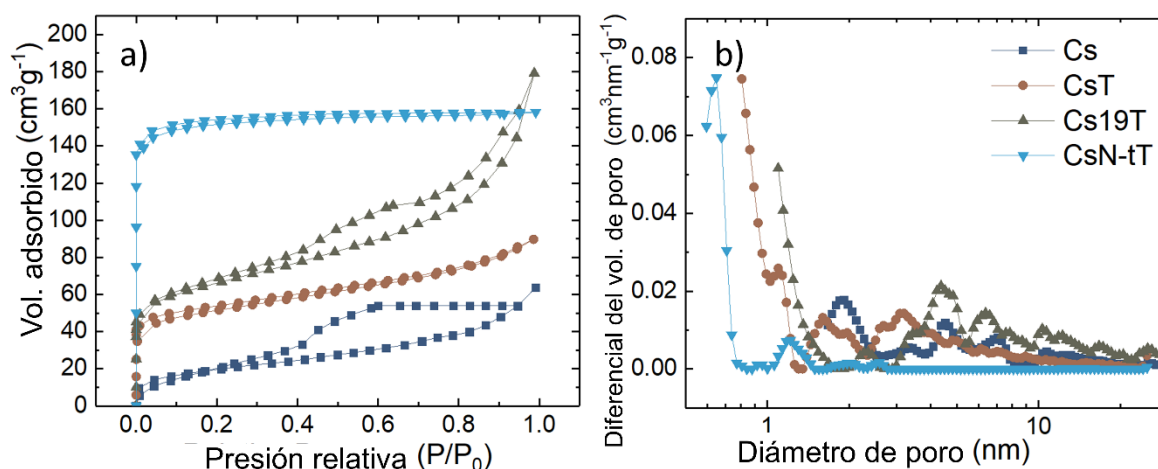 a)
Vol. adsorbido (cm³g⁻¹)
200
180
160
140
120
100
80
60
40
20
0
0.0 0.2 0.4 0.6 0.8 1.0
Presión relativa (P/P₀)
b)
Diferencial del vol. de poro (cm³nm⁻¹g⁻¹)
0.08
0.06
0.04
0.02
0.00
1 10
Diámetro de poro (nm)
Cs
CsT
Cs19T
CsN-tT